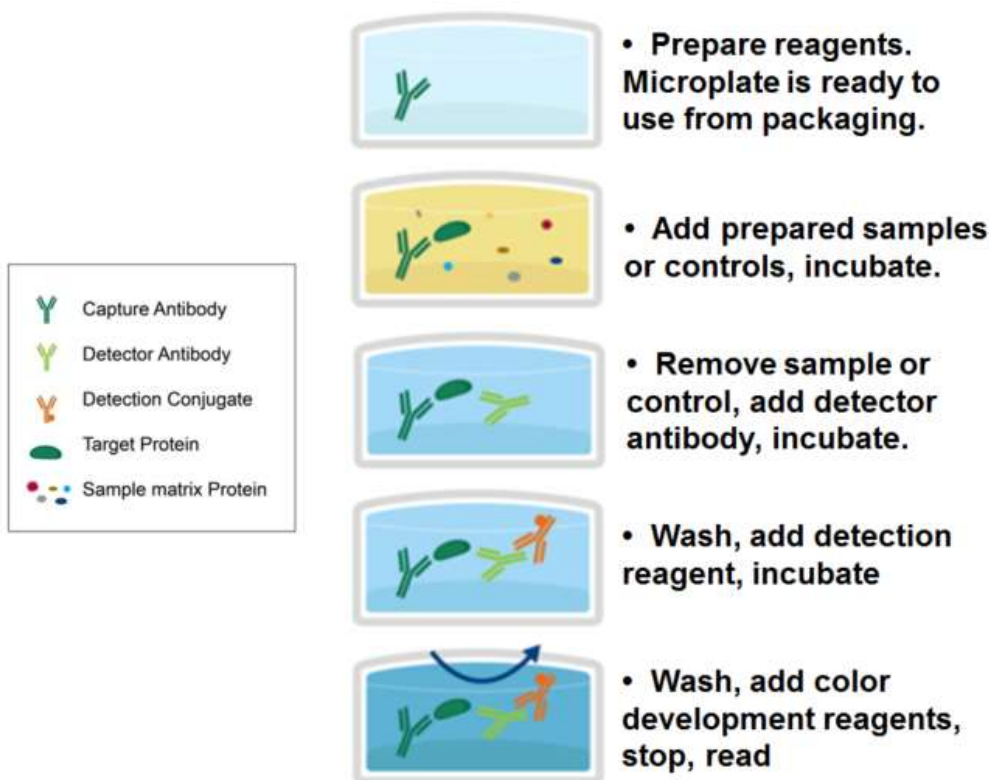 • Prepare reagents.
Microplate is ready to
use from packaging.
• Add prepared samples
or controls, incubate.
Capture Antibody
Detector Antibody
Detection Conjugate
Target Protein
Sample matrix Protein
• Remove sample or
control, add detector
antibody, incubate.
• Wash, add detection
reagent, incubate
• Wash, add color
development reagents,
stop, read